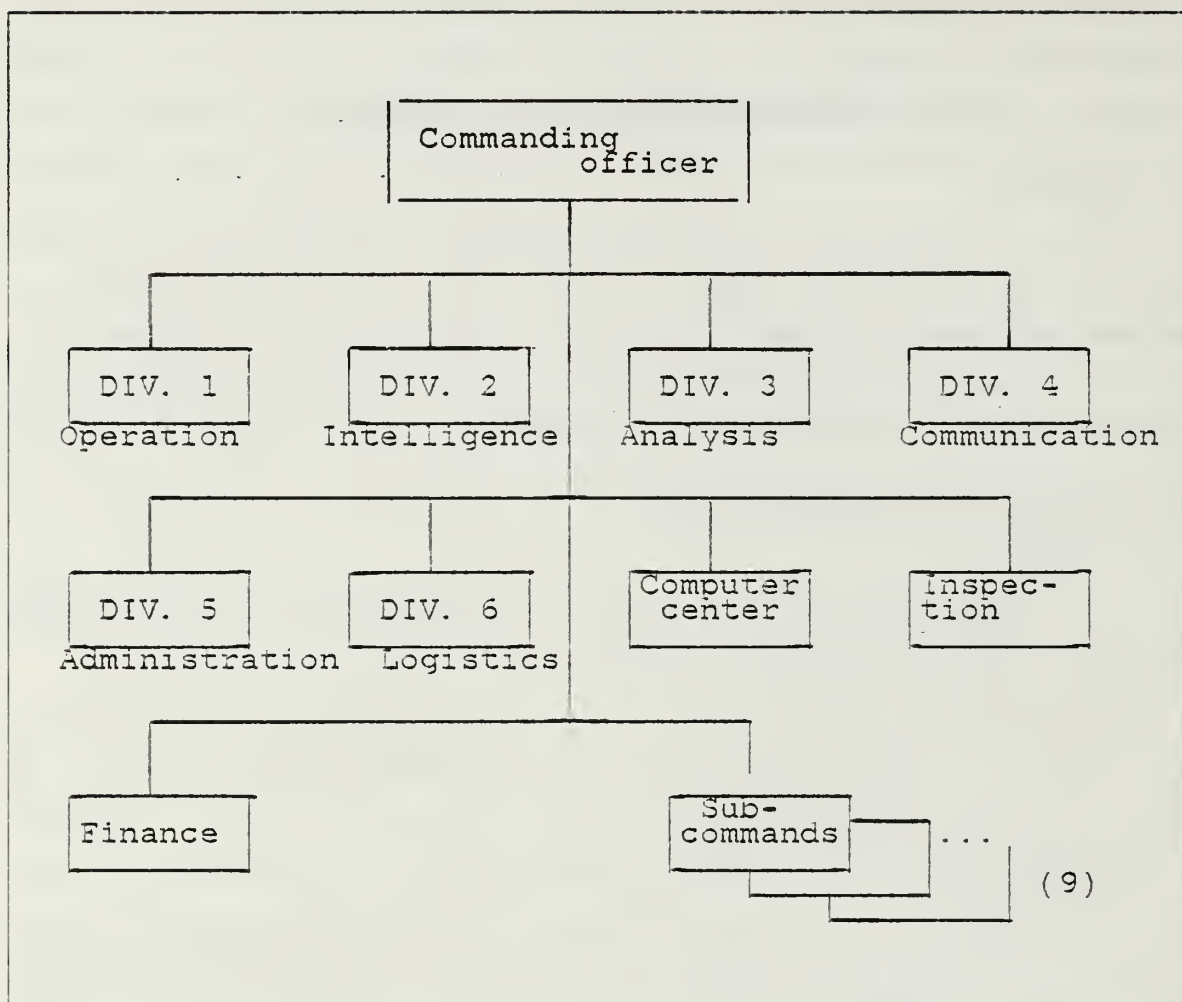 Commanding
officer
DIV. 1
DIV. 2
DIV. 3
DIV. 4
Operation
Intelligence
Analysis
Communication
DIV. 5
DIV. 6
Computer
center
Inspec-
tion
Administration
Logistics
Finance
Sub-
commands
...
(9)